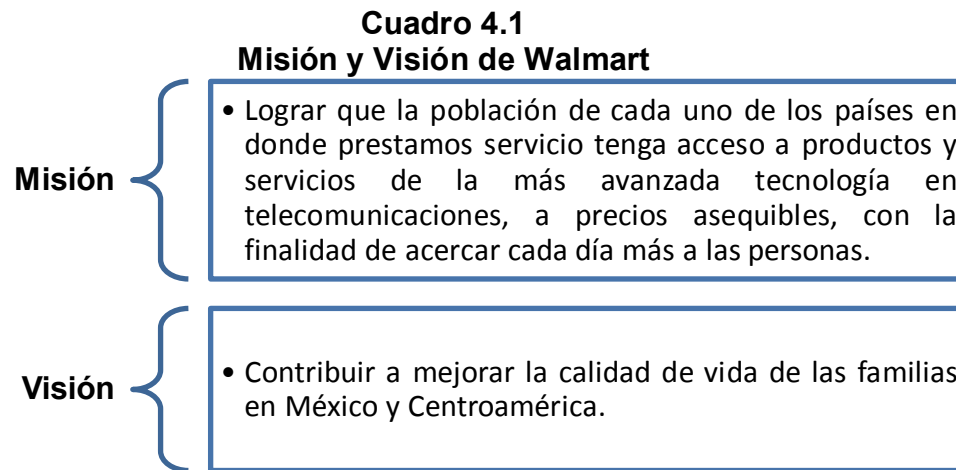 Cuadro 4.1
Misión y Visión de Walmart
Misión
• Lograr que la población de cada uno de los países en
donde prestamos servicio tenga acceso a productos y
servicios de la más avanzada tecnología en
telecomunicaciones, a precios asequibles, con la
finalidad de acercar cada día más a las personas.
Visión
• Contribuir a mejorar la calidad de vida de las familias
en México y Centroamérica.